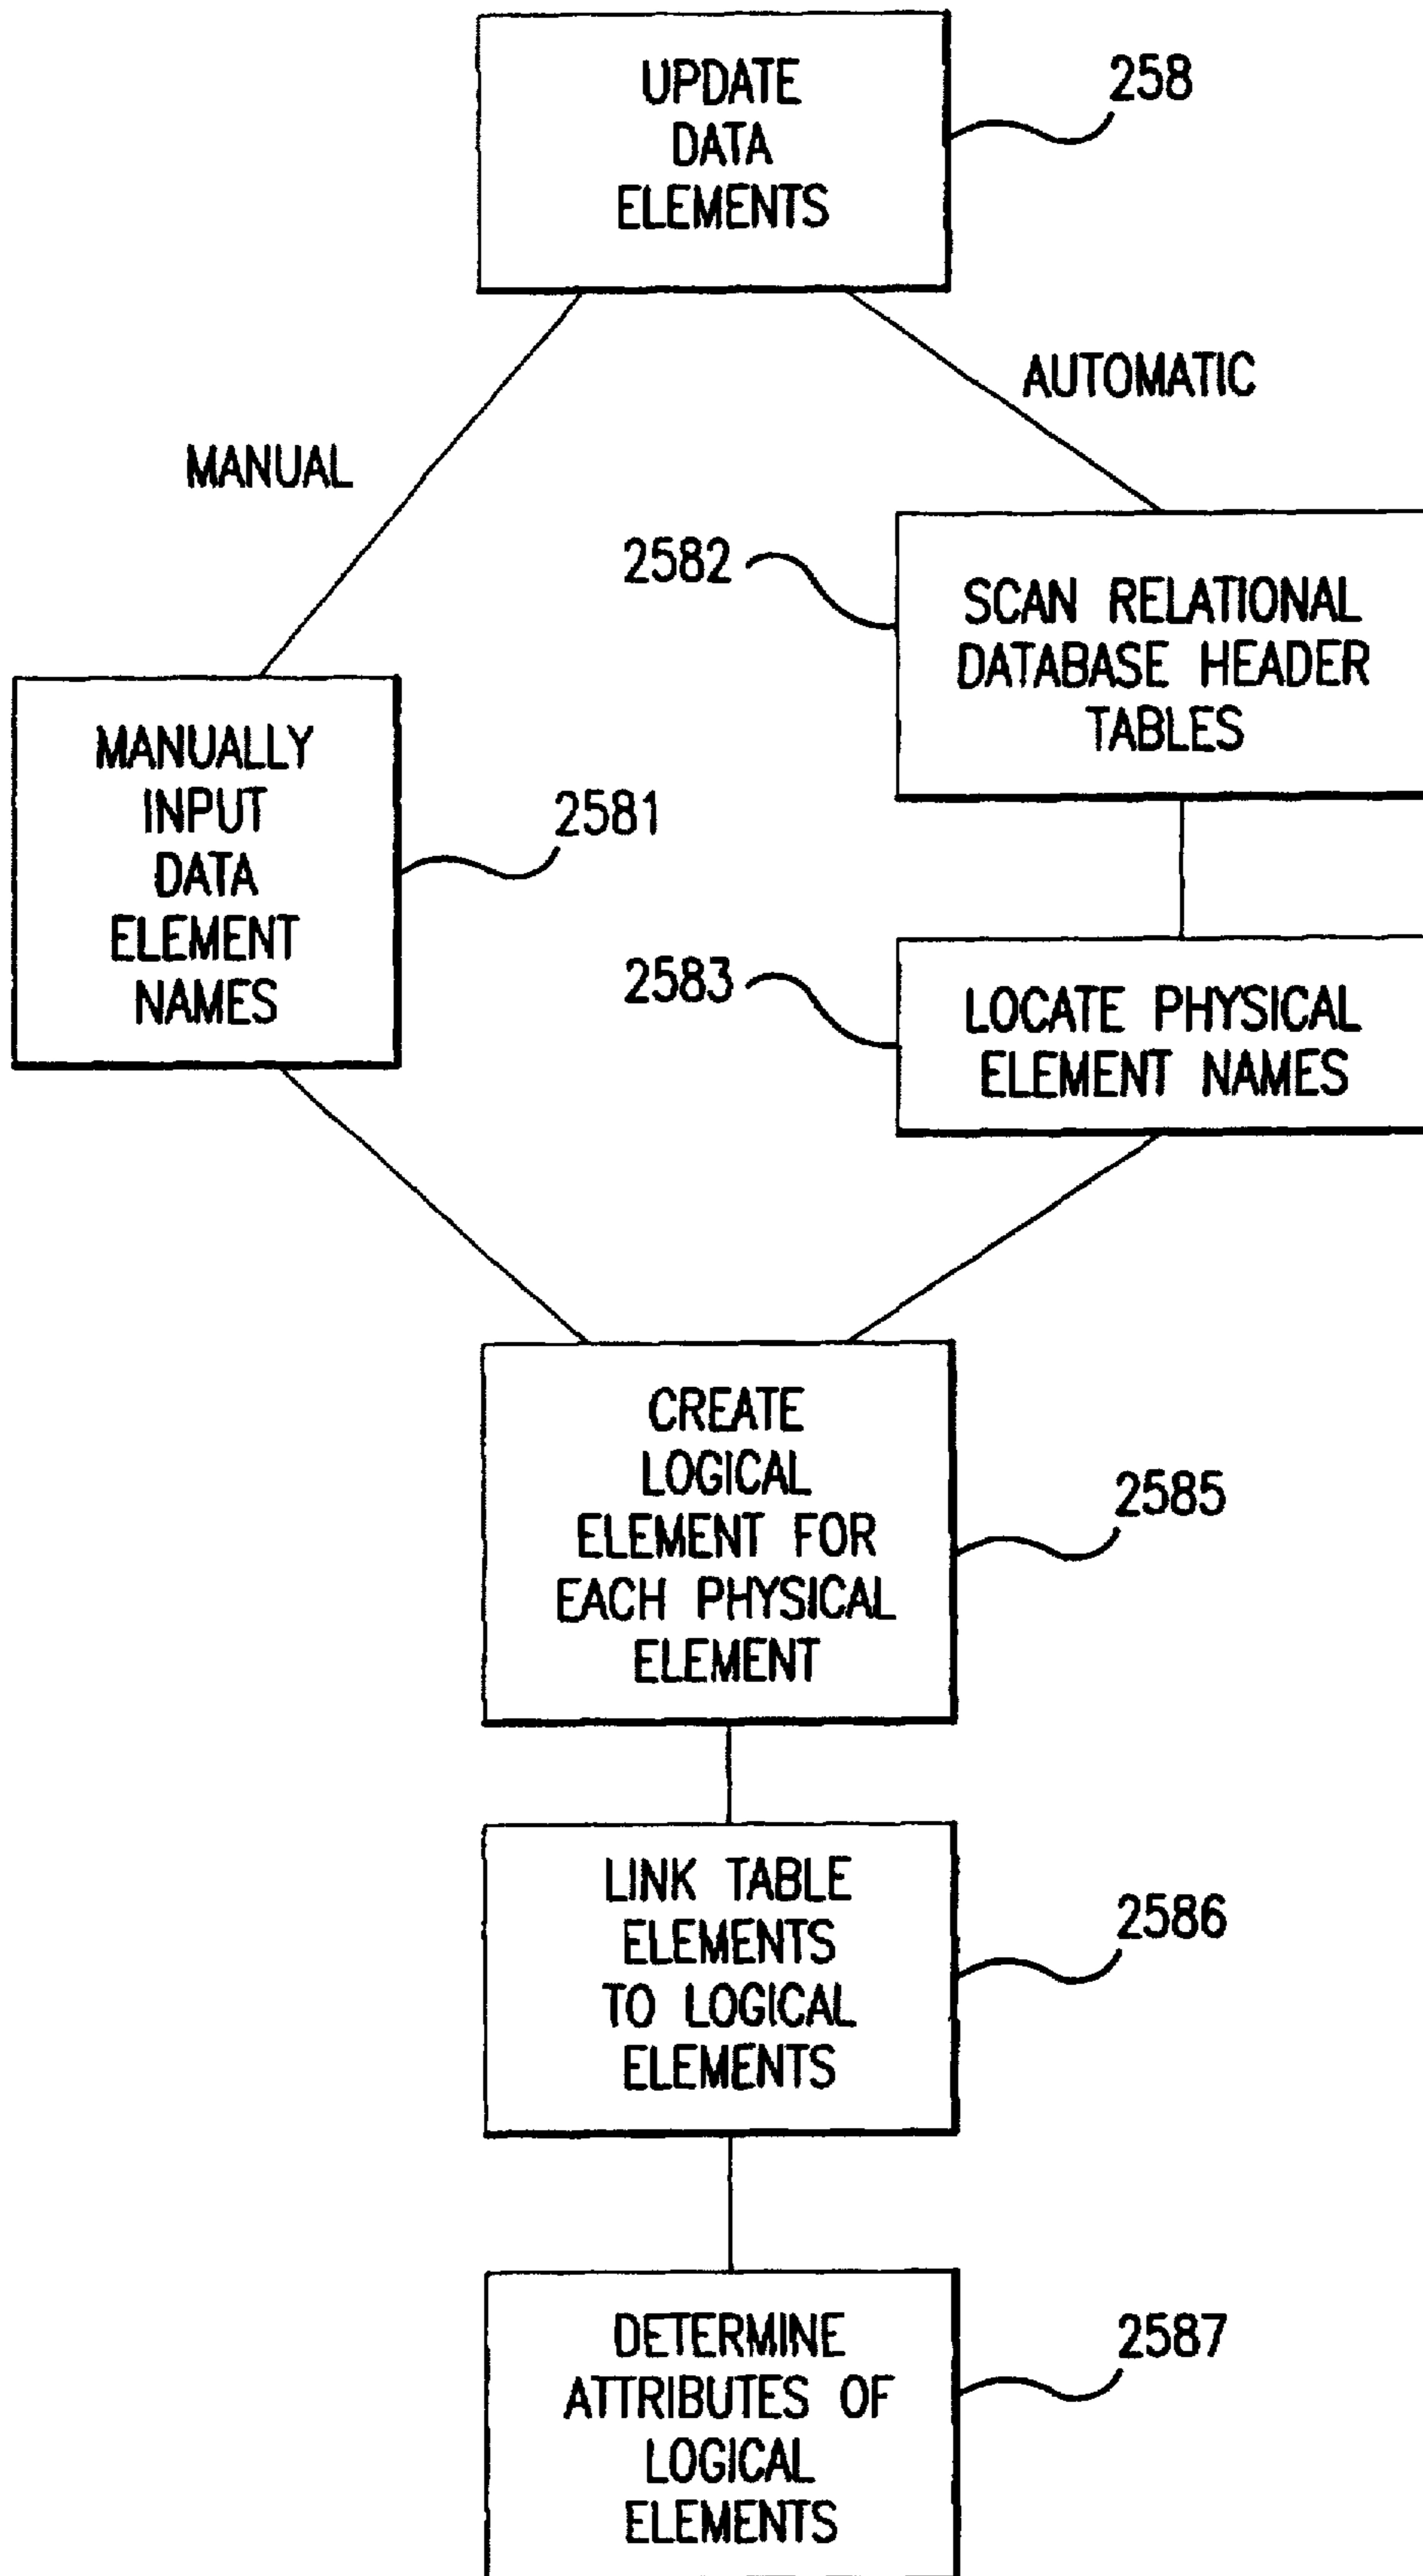 UPDATE
DATA
ELEMENTS
258
AUTOMATIC
MANUAL
2582
SCAN RELATIONAL
DATABASE HEADER
TABLES
MANUALLY
INPUT
DATA
ELEMENT
NAMES
2581
2583
LOCATE PHYSICAL
ELEMENT NAMES
CREATE
LOGICAL
ELEMENT FOR
EACH PHYSICAL
ELEMENT
2585
LINK TABLE
ELEMENTS
TO LOGICAL
ELEMENTS
2586
DETERMINE
ATTRIBUTES OF
LOGICAL
ELEMENTS
2587